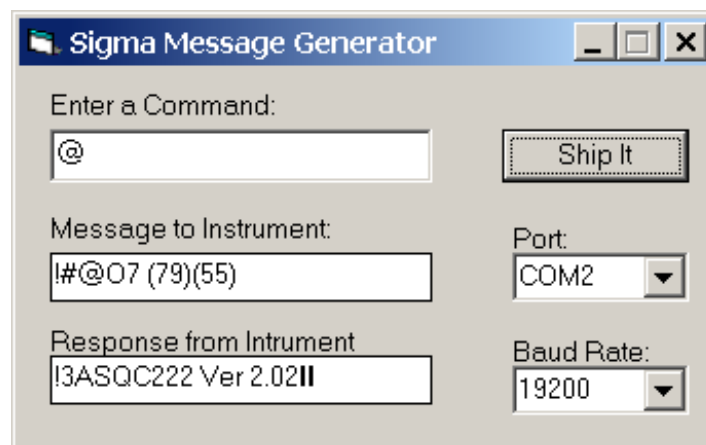 Sigma Message Generator
Enter a Command:
@
Ship It
Message to Instrument:
!#@O7 (79)(55)
Port:
COM2
Response from Intrument
!3ASQC222 Ver 2.02
Baud Rate:
19200